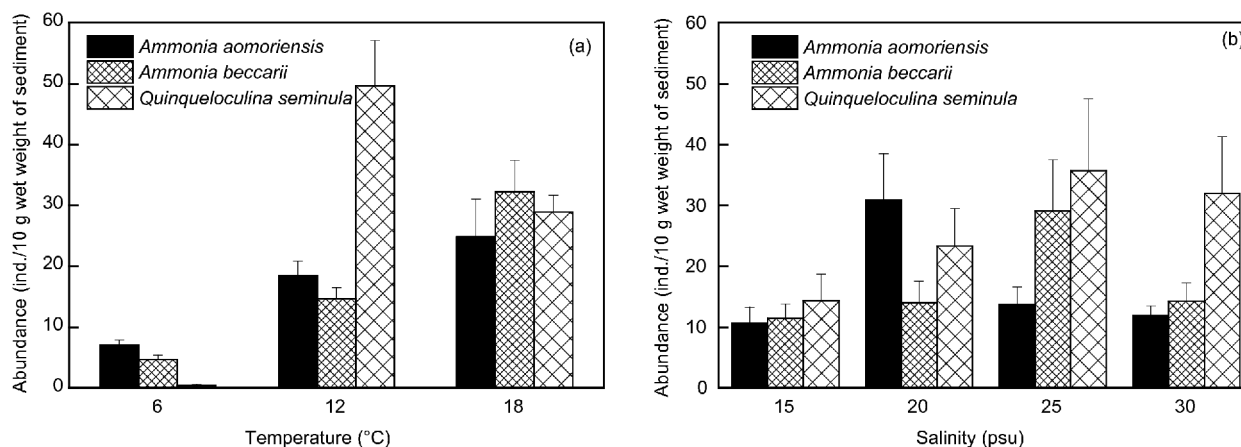 60
50
40
30
20
10
0
Abundance (ind./10 g wet weight of sediment)
(a)
Ammonia aomoriensis
Ammonia beccarii
Quinqueloculina seminula
6
12
18
Temperature (°C)
60
50
40
30
20
10
0
Abundance (ind./10 g wet weight of sediment)
(b)
Ammonia aomoriensis
Ammonia beccarii
Quinqueloculina seminula
15
20
25
30
Salinity (psu)